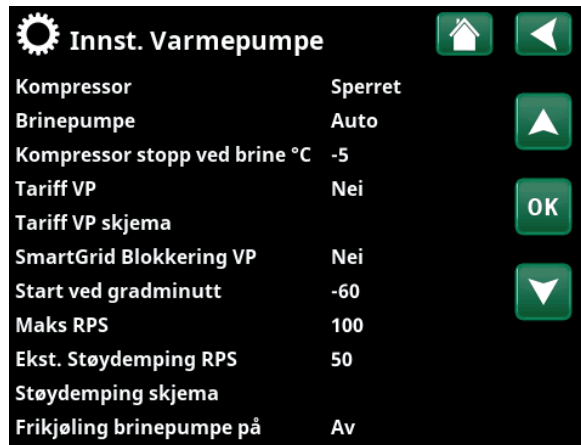 Innst. Varmepumpe
Kompressor Sperret
Brinepumpe Auto
Kompressor stopp ved brine °C -5
Tariff VP Nei
Tariff VP skjema
OK
SmartGrid Blokkering VP Nei
Start ved gradminutt -60
Maks RPS 100
Ekst. Støydemping RPS 50
Støydemping skjema
Frikjøling brinepumpe på Av